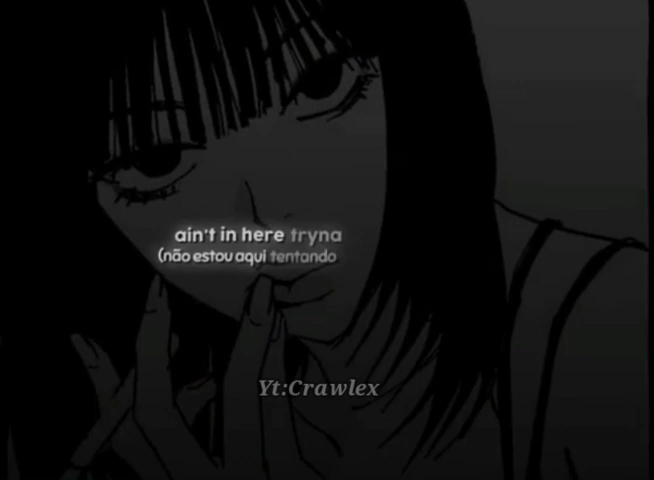 ain't in here tryna
(não estou aqui tentando
Yt:Crawlex